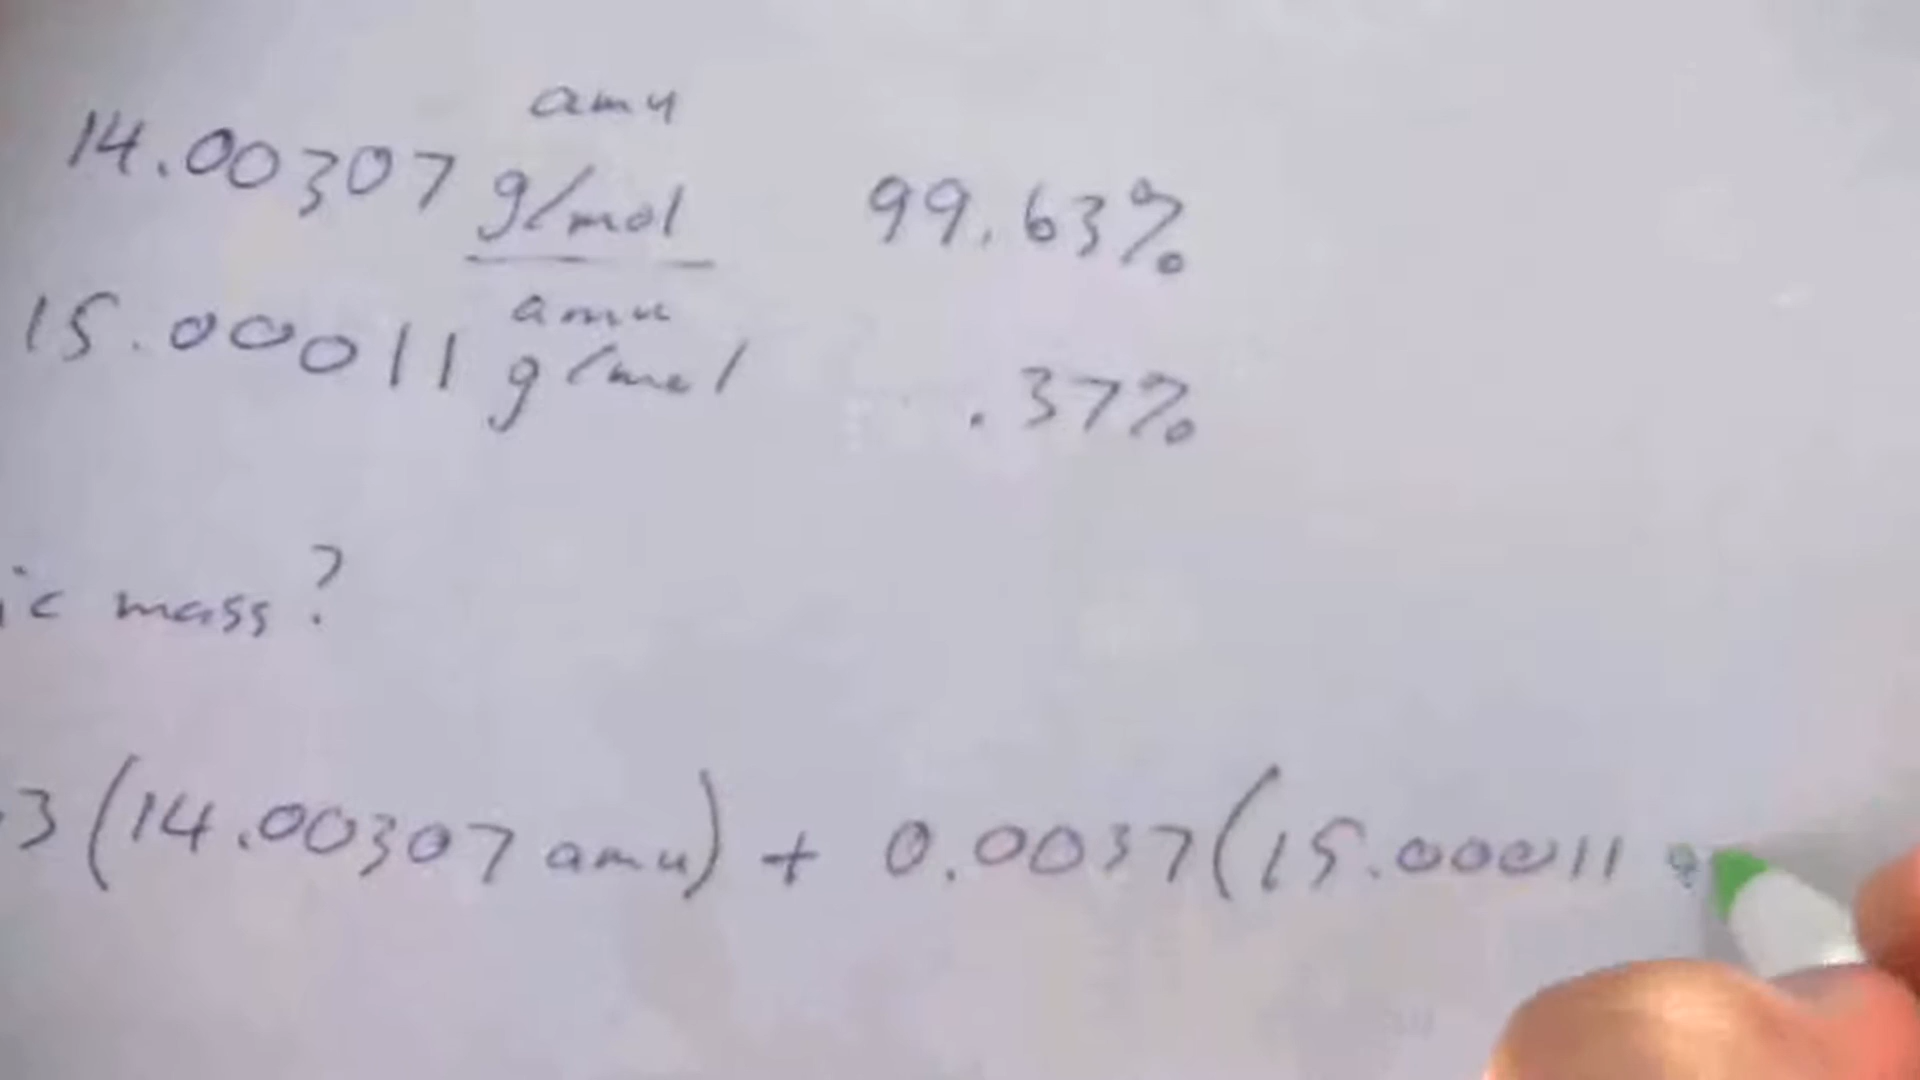 amu
14.00307 g/mol 99.63%
amu
15.00011 g/mol .37%
ic mass?
3 (14.00307 amu) + 0.0037 (15.00011 a